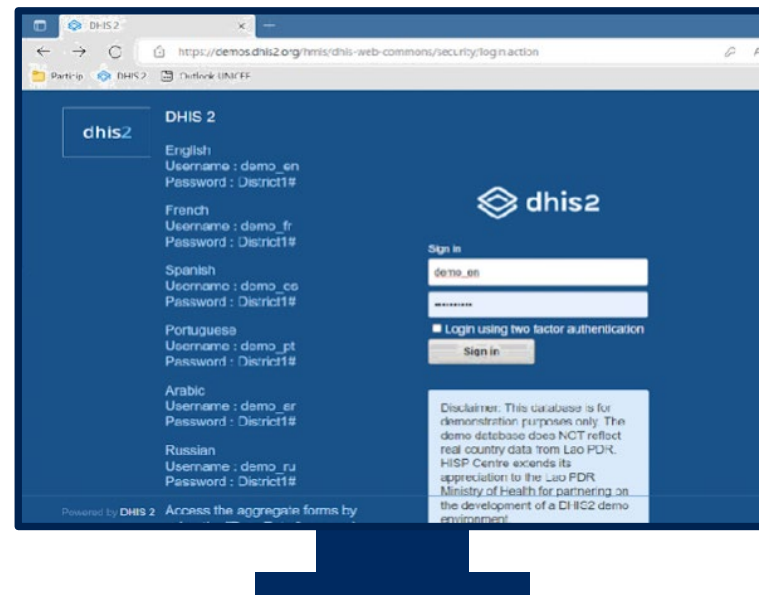 DHIS 2
https://demos.dhis2.org/hmis/dhis-web-commons/security/login.action
Particip
DHIS 2
Outlook UNICEF
dhis2
DHIS 2
English
Username : demo_en
Password : District1#
French
Username : demo_fr
Password : District1#
Spanish
Username : demo_es
Password : District1#
Portuguese
Username : demo_pt
Password : District1#
Arabic
Username : demo_ar
Password : District1#
Russian
Username : demo_ru
Password : District1#
Powered by DHIS 2
Access the aggregate forms by
dhis2
Sign in
demo_en
Login using two factor authentication
Sign in
Disclaimer: This database is for
demonstration purposes only. The
demo database does NOT reflect
real country data from Lao PDR.
HISP Centre extends its
appreciation to the Lao PDR
Ministry of Health for partnering on
the development of a DHIS2 demo
environment